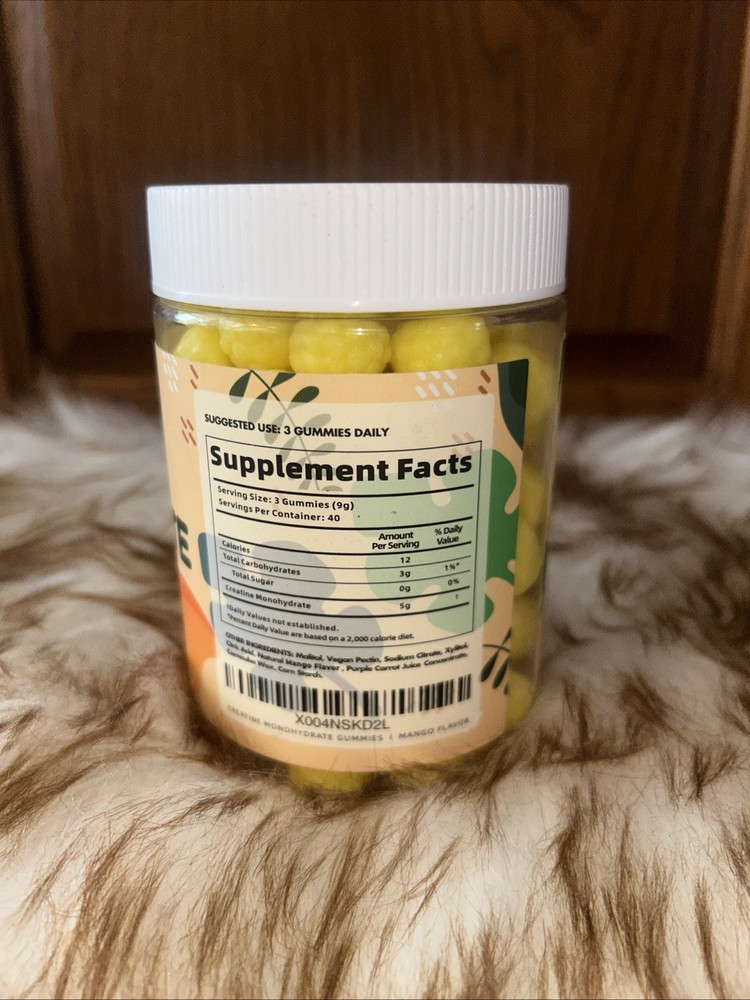 SUGGESTED USE: 3 GUMMIES DAILY
Supplement Facts
Serving Size: 3 Gummies (9g)
Servings Per Container: 40
Amount Per Serving % Daily Value
Calories 12
Total Carbohydrates 3g 1%*
Total Sugar 0g 0%
Creatine Monohydrate 5g †
†Daily Values not established.
*Percent Daily Value are based on a 2,000 calorie diet.
OTHER INGREDIENTS: Maltitol, Vegan Pectin, Sodium Citrate, Xylitol,
Citric Acid, Natural Mango Flavor , Purple Carrot Juice Concentrate,
Carnauba Wax, Corn Starch.
X004NSKD2L
CREATINE MONOHYDRATE GUMMIES | MANGO FLAVOR